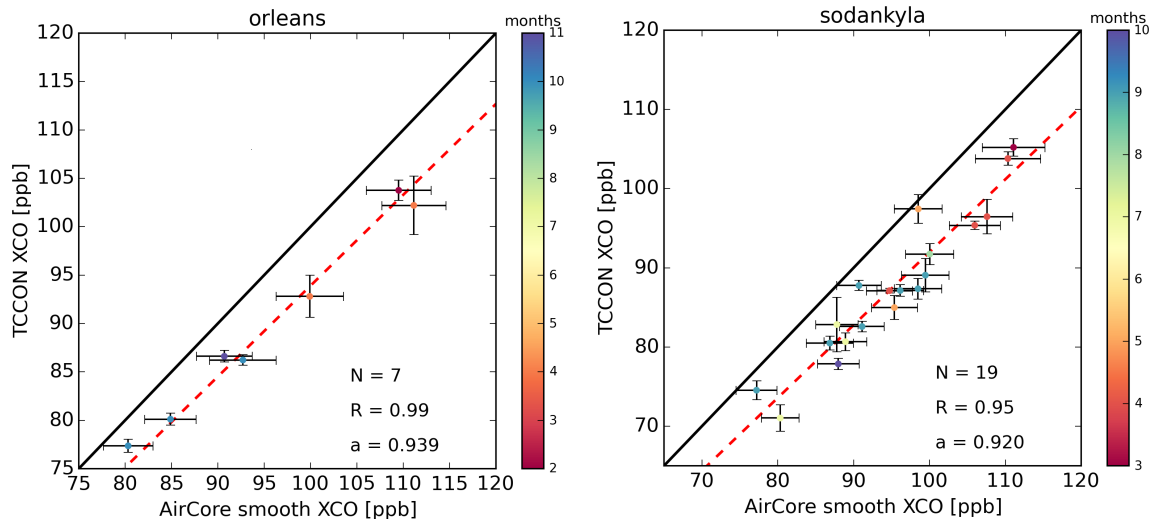 orleans
months
120
115
110
105
100
95
90
85
80
75
TCCON XCO [ppb]
75 80 85 90 95 100 105 110 115 120
AirCore smooth XCO [ppb]
N = 7
R = 0.99
a = 0.939
11
10
9
8
7
6
5
4
3
2
sodankyla
months
120
110
100
90
80
70
TCCON XCO [ppb]
70 80 90 100 110 120
AirCore smooth XCO [ppb]
N = 19
R = 0.95
a = 0.920
10
9
8
7
6
5
4
3